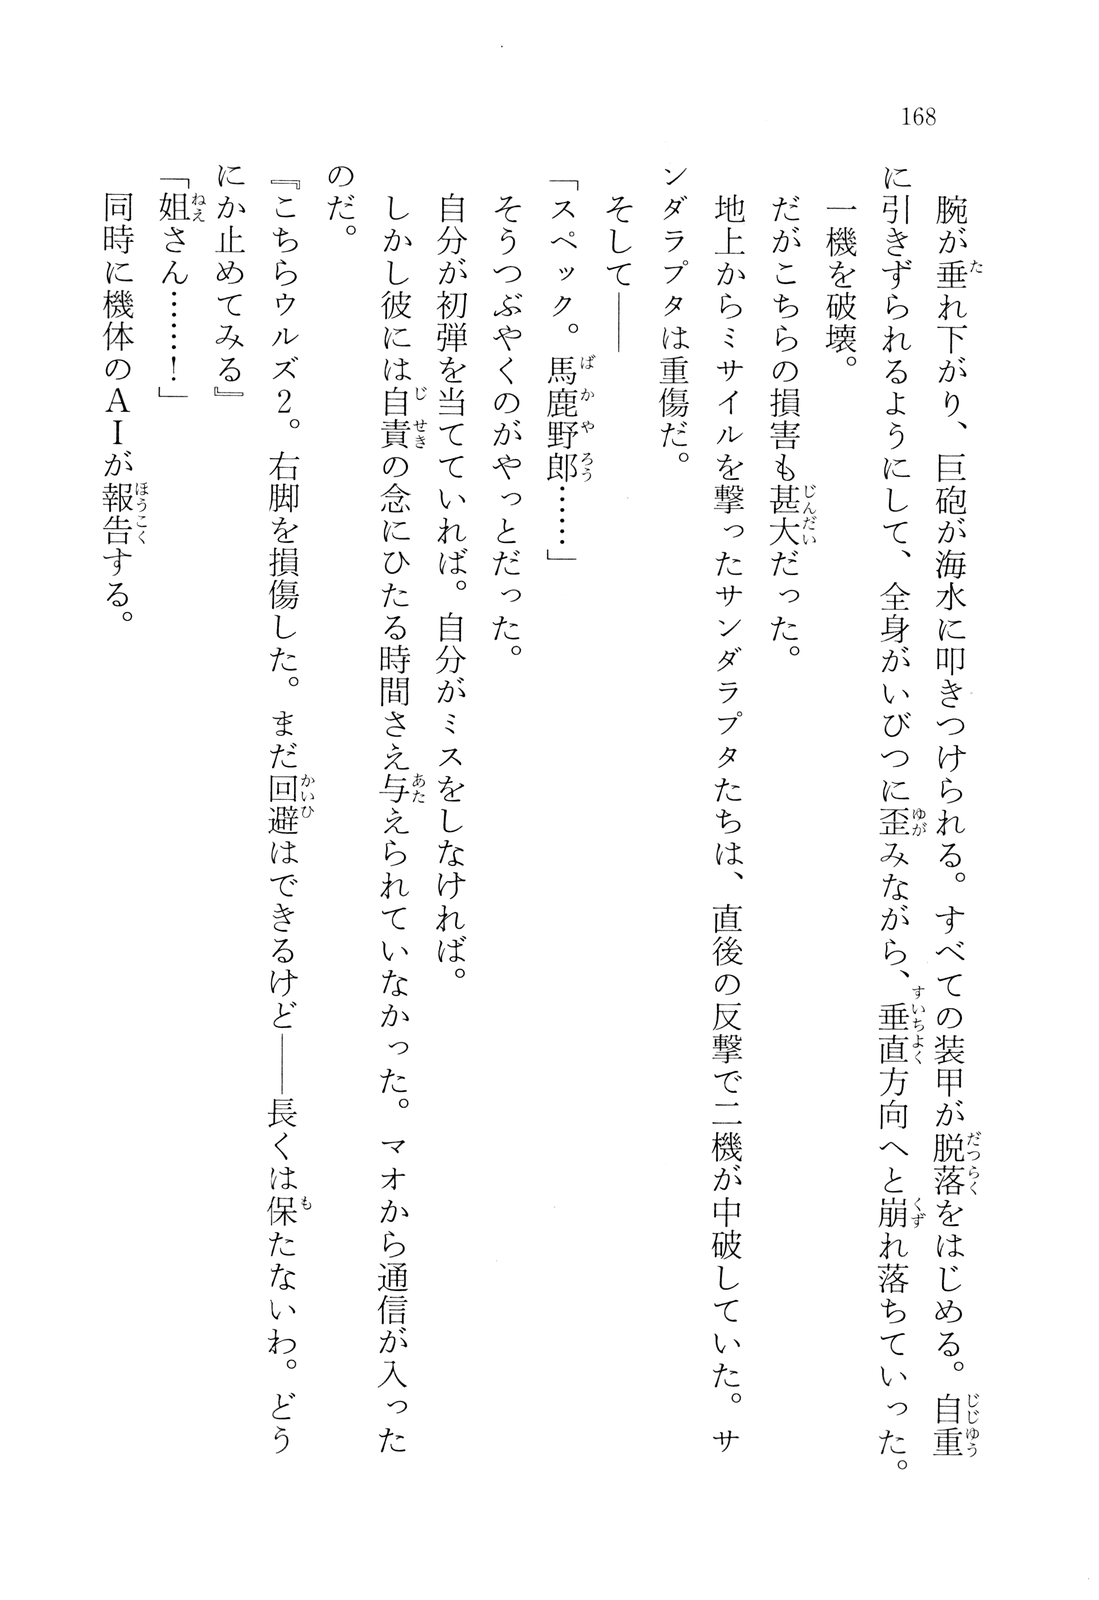 168
腕が垂れ下がり、巨砲が海水に叩きつけられる。すべての装甲が脱落をはじめる。自重
に引きずられるようにして、全身がいびつに歪みながら、垂直方向へと崩れ落ちていった。
一機を破壊。
だがこちらの損害も甚大だった。
地上からミサイルを撃ったサンダラプタたちは、直後の反撃で二機が中破していた。サ
ンダラプタは重傷だ。
そして――
「スペック。馬鹿野郎……」
そうつぶやくのがやっとだった。
自分が初弾を当てていれば。自分がミスをしなければ。
しかし彼には自責の念にひたる時間さえ与えられていなかった。マオから通信が入った
のだ。
『こちらウルズ2。右脚を損傷した。まだ回避はできるけど――長くは保たないわ。どう
にか止めてみる』
「姐さん……！」
同時に機体のＡＩが報告する。